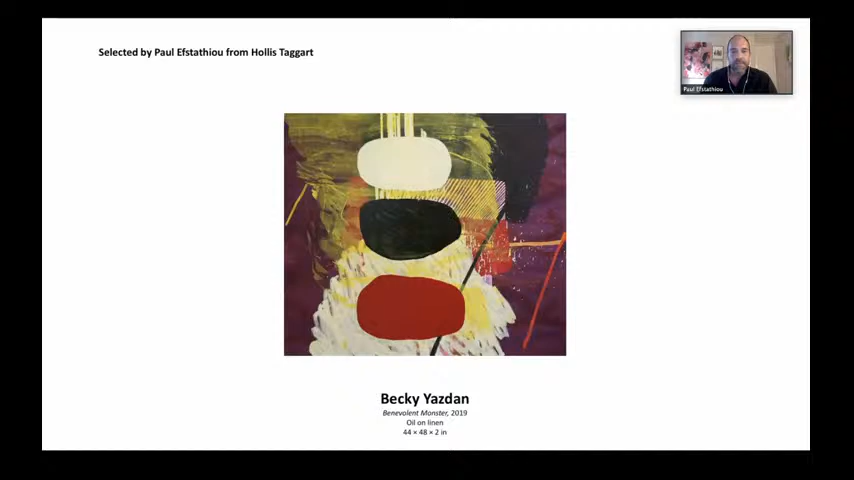 Selected by Paul Efstathiou from Hollis Taggart
Paul Efstathiou
Becky Yazdan
Benevolent Monster, 2019
Oil on linen
44 × 48 × 2 in